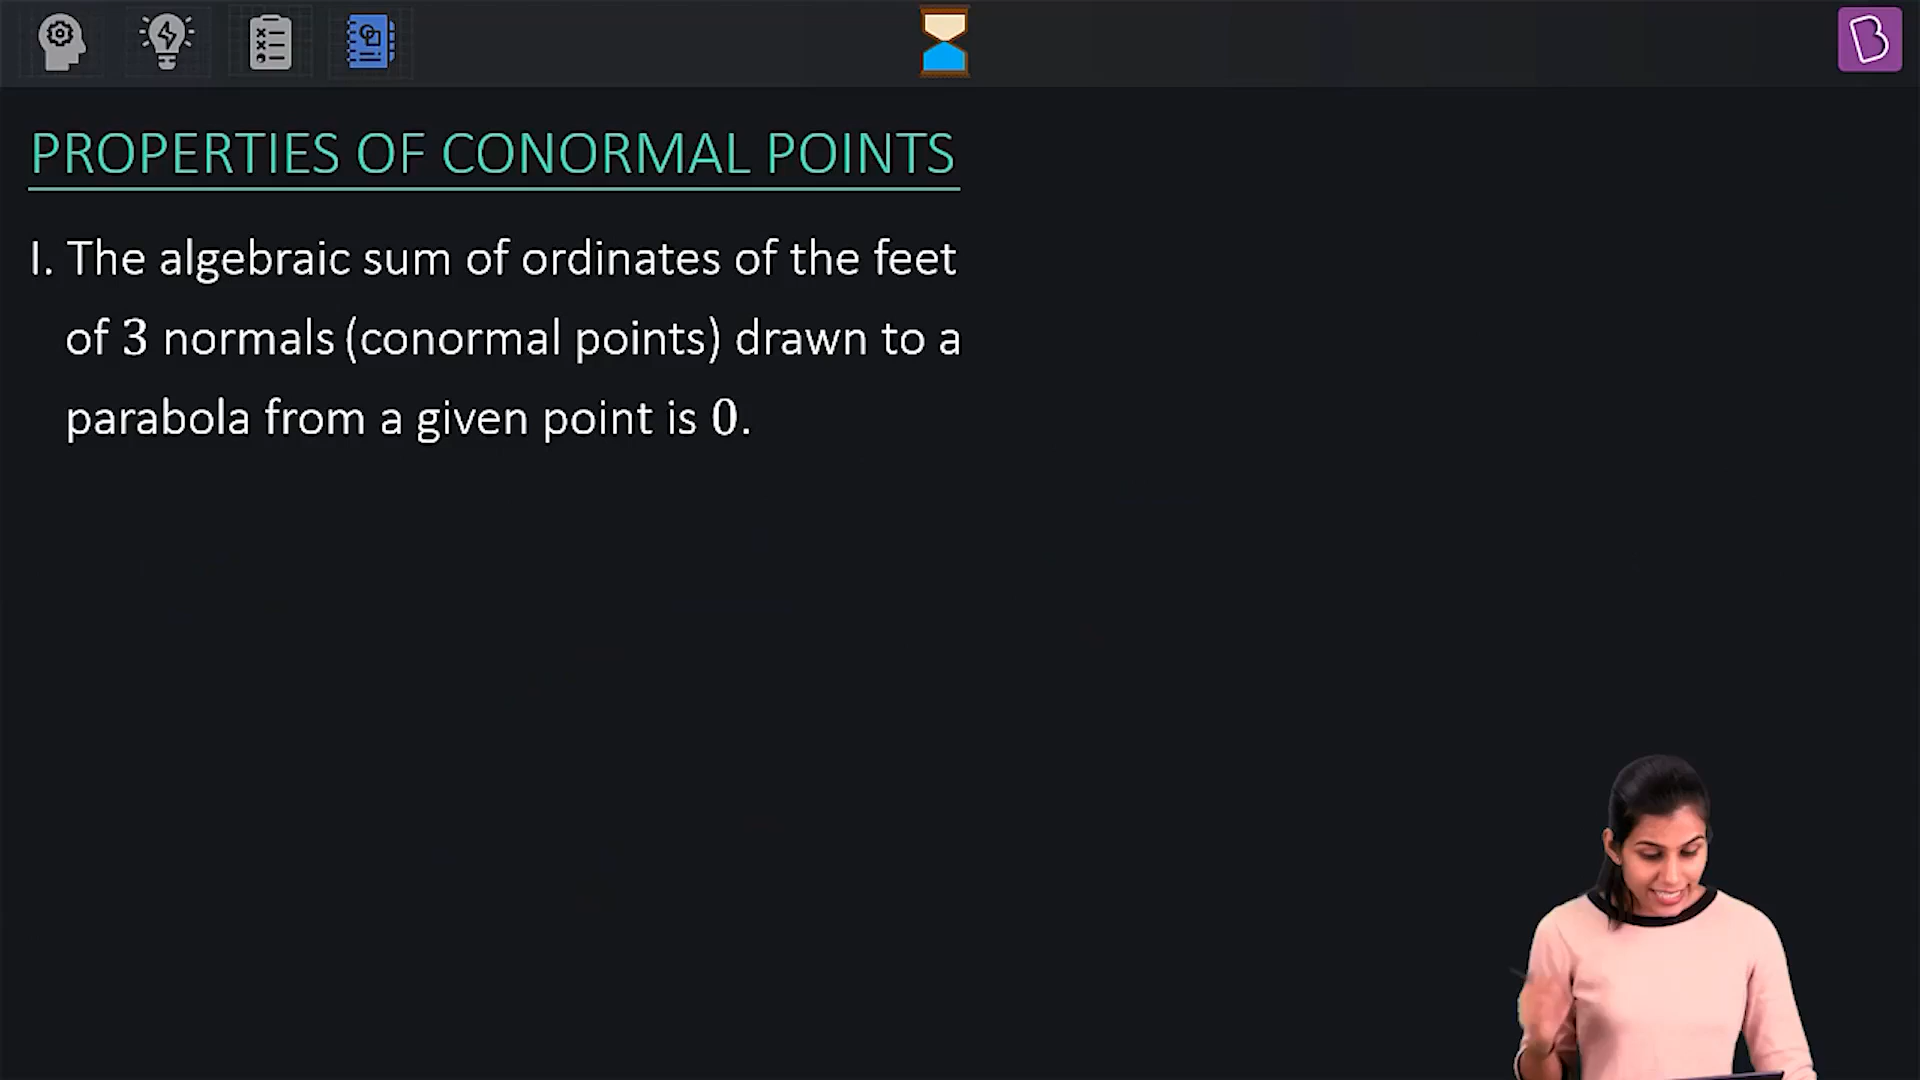 PROPERTIES OF CONORMAL POINTS
I. The algebraic sum of ordinates of the feet
of 3 normals (conormal points) drawn to a
parabola from a given point is 0.